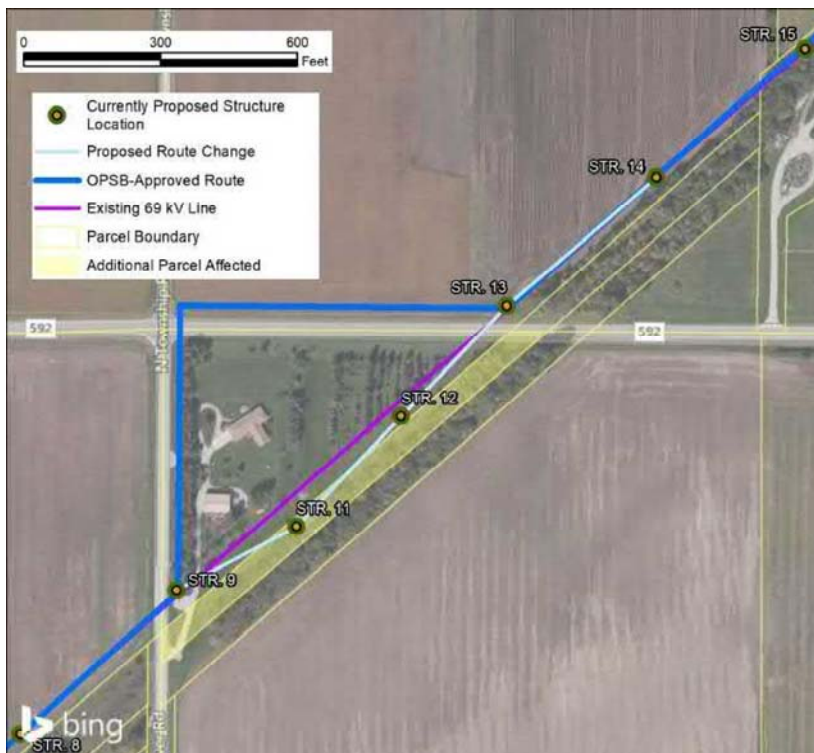 0 300 600
Feet
Currently Proposed Structure
Location
Proposed Route Change
OPSB-Approved Route
Existing 69 kV Line
Parcel Boundary
Additional Parcel Affected
STR. 15
STR. 14
STR. 13
592
592
STR. 12
STR. 11
STR. 9
STR. 8
bing